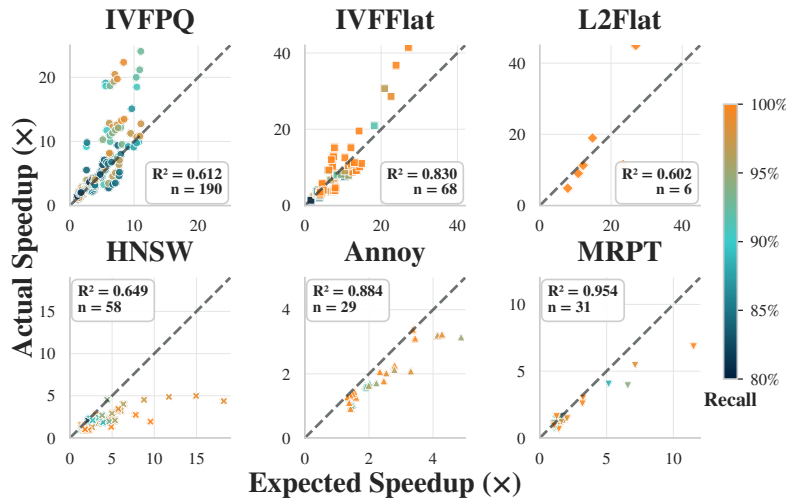 IVFPQ
IVFFlat
L2Flat
20
10
0
0
10
20
R² = 0.612
n = 190
40
20
0
0
20
40
R² = 0.830
n = 68
40
20
0
0
20
40
R² = 0.602
n = 6
HNSW
Annoy
MRPT
15
10
5
0
0
5
10
15
R² = 0.649
n = 58
4
2
0
0
2
4
R² = 0.884
n = 29
10
5
0
0
5
10
R² = 0.954
n = 31
100%
95%
90%
85%
80%
Recall
Actual Speedup (×)
Expected Speedup (×)